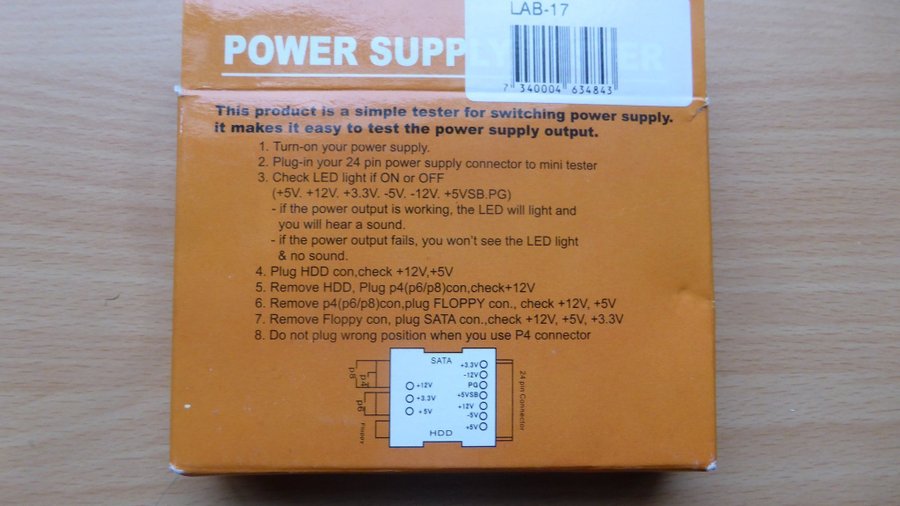 LAB-17
POWER SUPPLY
7 340004 634843
This product is a simple tester for switching power supply.
it makes it easy to test the power supply output.
1. Turn-on your power supply.
2. Plug-in your 24 pin power supply connector to mini tester
3. Check LED light if ON or OFF
(+5V. +12V. +3.3V. -5V. -12V. +5VSB.PG)
- if the power output is working, the LED will light and
you will hear a sound.
- if the power output fails, you won't see the LED light
& no sound.
4. Plug HDD con,check +12V,+5V
5. Remove HDD, Plug p4(p6/p8)con,check+12V
6. Remove p4(p6/p8)con,plug FLOPPY con., check +12V, +5V
7. Remove Floppy con, plug SATA con.,check +12V, +5V, +3.3V
8. Do not plug wrong position when you use P4 connector
SATA
p8
p4
p6
Floppy
+12V
+3.3V
+5V
+3.3V
-12V
PG
+5VSB
+12V
-5V
+5V
HDD
24 pin Connector